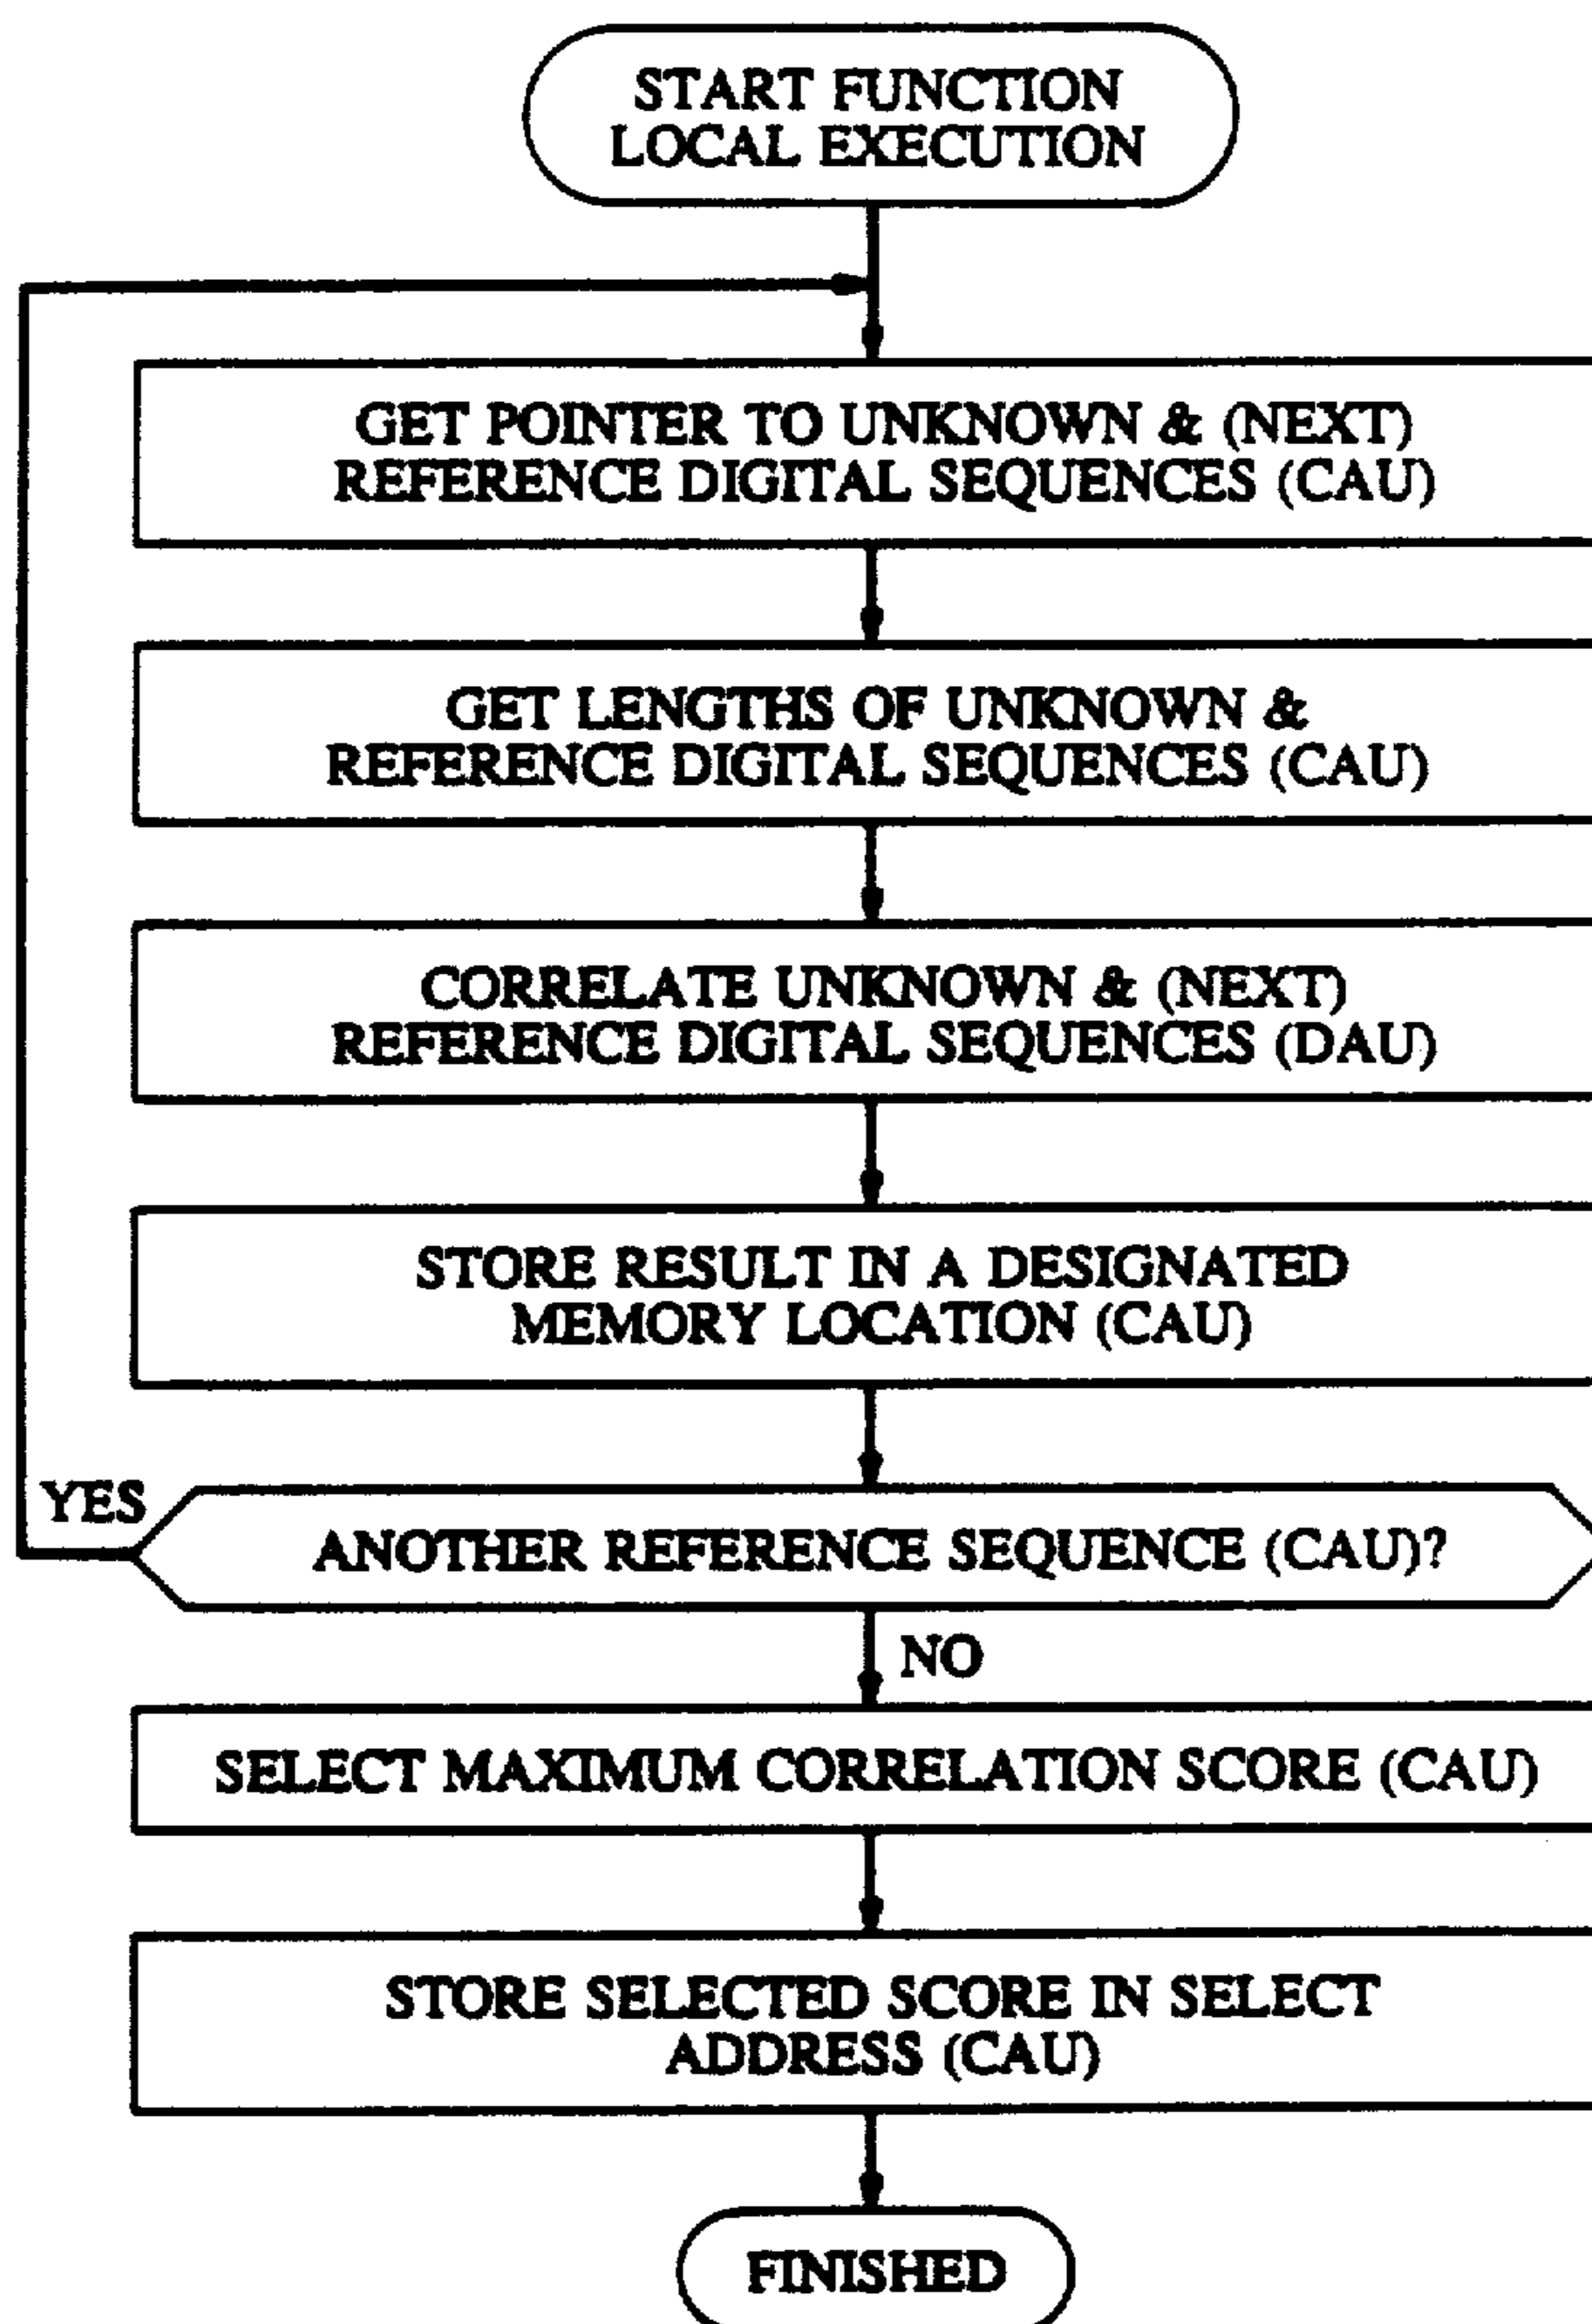 START FUNCTION
LOCAL EXECUTION
GET POINTER TO UNKNOWN & (NEXT)
REFERENCE DIGITAL SEQUENCES (CAU)
GET LENGTHS OF UNKNOWN &
REFERENCE DIGITAL SEQUENCES (CAU)
CORRELATE UNKNOWN & (NEXT)
REFERENCE DIGITAL SEQUENCES (DAU)
STORE RESULT IN A DESIGNATED
MEMORY LOCATION (CAU)
YES
ANOTHER REFERENCE SEQUENCE (CAU)?
NO
SELECT MAXIMUM CORRELATION SCORE (CAU)
STORE SELECTED SCORE IN SELECT
ADDRESS (CAU)
FINISHED